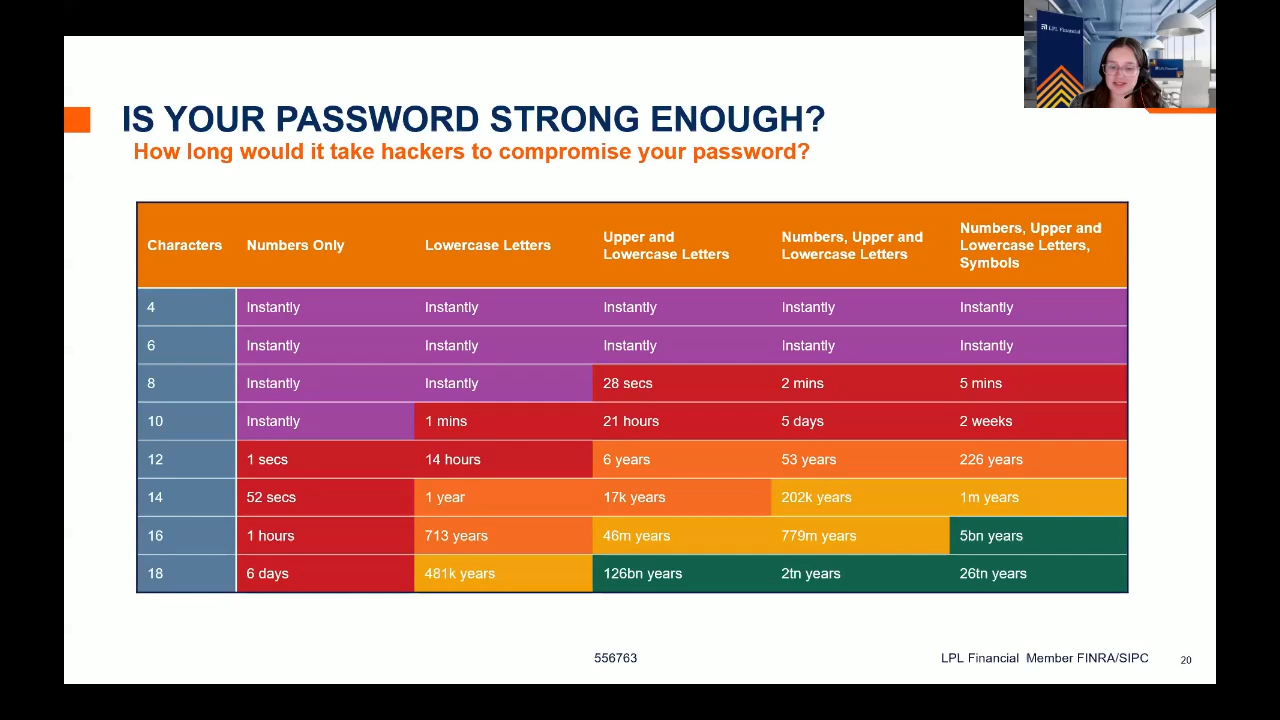 LPL Financial
IS YOUR PASSWORD STRONG ENOUGH?
How long would it take hackers to compromise your password?
Characters Numbers Only Lowercase Letters Upper and Lowercase Letters Numbers, Upper and Lowercase Letters Numbers, Upper and Lowercase Letters, Symbols
4 Instantly Instantly Instantly Instantly Instantly
6 Instantly Instantly Instantly Instantly Instantly
8 Instantly Instantly 28 secs 2 mins 5 mins
10 Instantly 1 mins 21 hours 5 days 2 weeks
12 1 secs 14 hours 6 years 53 years 226 years
14 52 secs 1 year 17k years 202k years 1m years
16 1 hours 713 years 46m years 779m years 5bn years
18 6 days 481k years 126bn years 2tn years 26tn years
556763
LPL Financial Member FINRA/SIPC
20